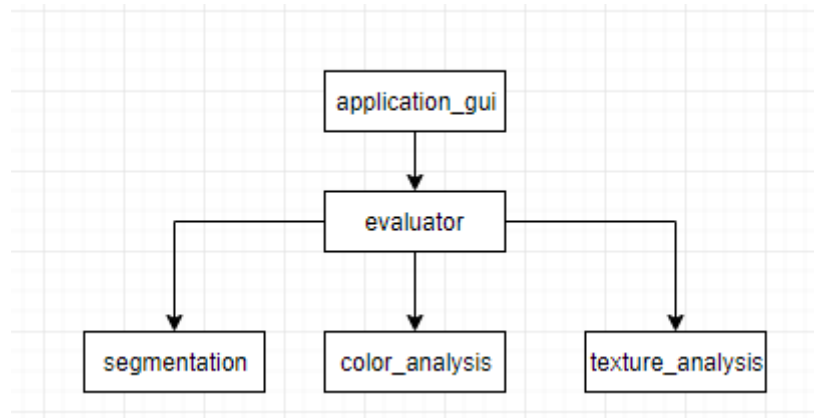 application_gui
evaluator
segmentation
color_analysis
texture_analysis